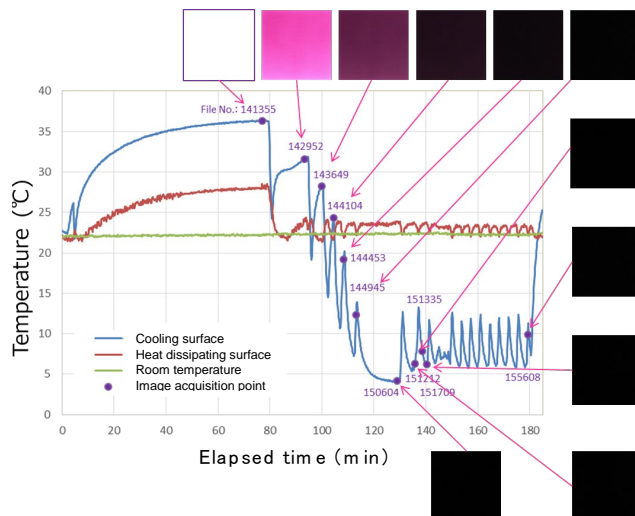 40
35
30
25
20
15
10
5
0
Temperature (℃)
File No.: 141355
142952
143649
144104
144453
144945
151335
150604
151212
151709
155608
Cooling surface
Heat dissipating surface
Room temperature
Image acquisition point
0 20 40 60 80 100 120 140 160 180
Elapsed time (min)